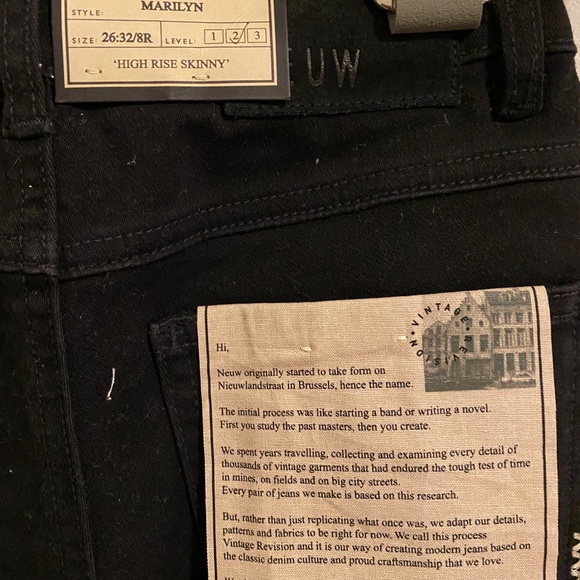 STYLE: MARILYN
SIZE: 26:32/8R LEVEL: 1 2 3
'HIGH RISE SKINNY'
UW
VINTAGE • REVISION •
Hi,
Neuw originally started to take form on
Nieuwlandstraat in Brussels, hence the name.
The initial process was like starting a band or writing a novel.
First you study the past masters, then you create.
We spent years travelling, collecting and examining every detail of
thousands of vintage garments that had endured the tough test of time
in mines, on fields and on big city streets.
Every pair of jeans we make is based on this research.
But, rather than just replicating what once was, we adapt our details,
patterns and fabrics to be right for now. We call this process
Vintage Revision and it is our way of creating modern jeans based on
the classic denim culture and proud craftsmanship that we love.